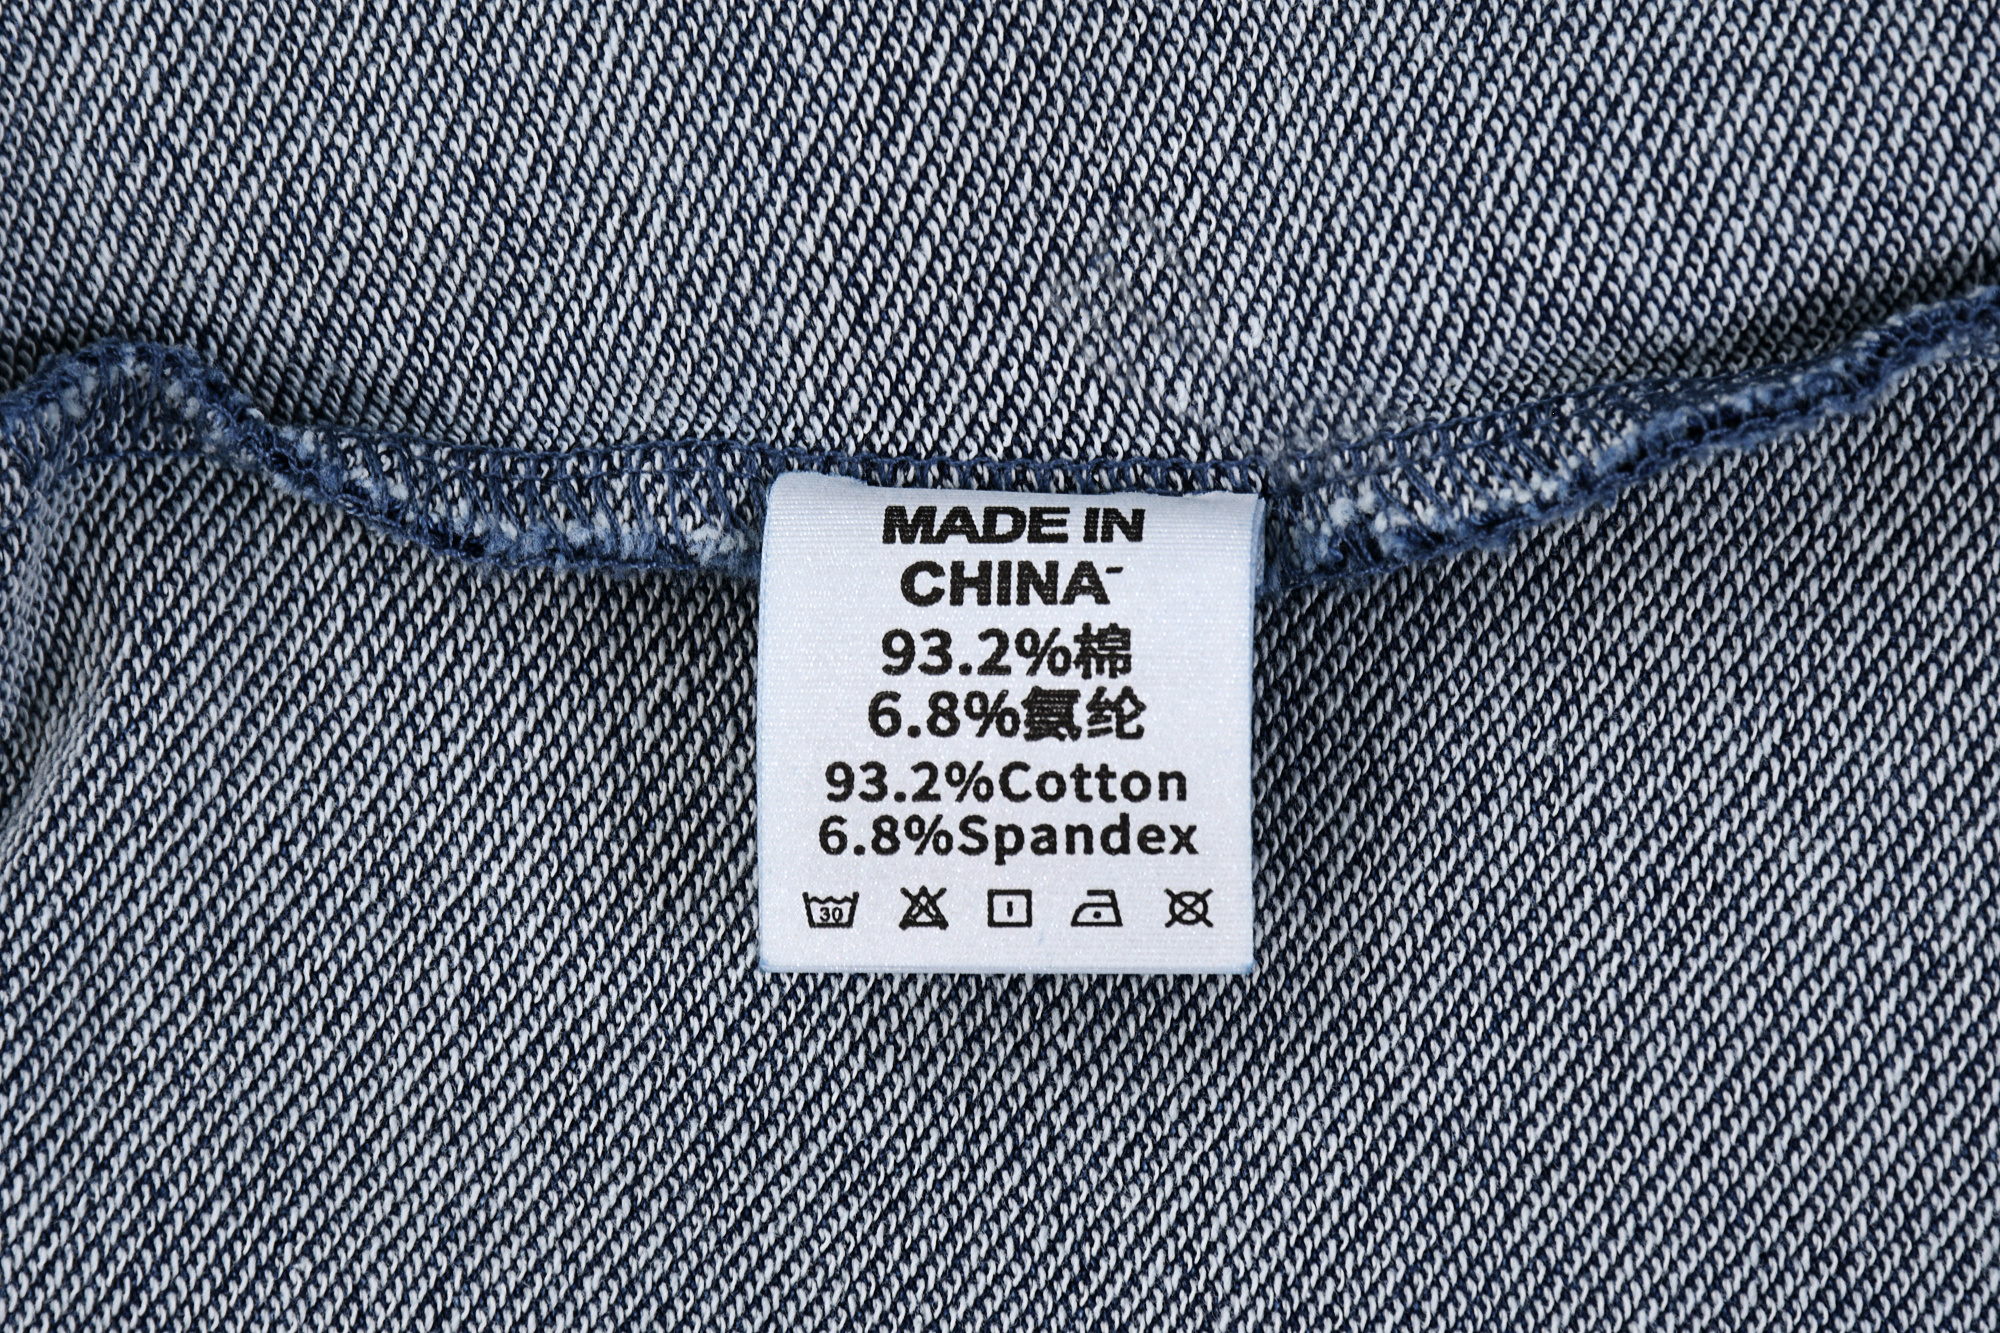 MADE IN
CHINA-
93.2%棉
6.8%氨纶
93.2%Cotton
6.8%Spandex
30